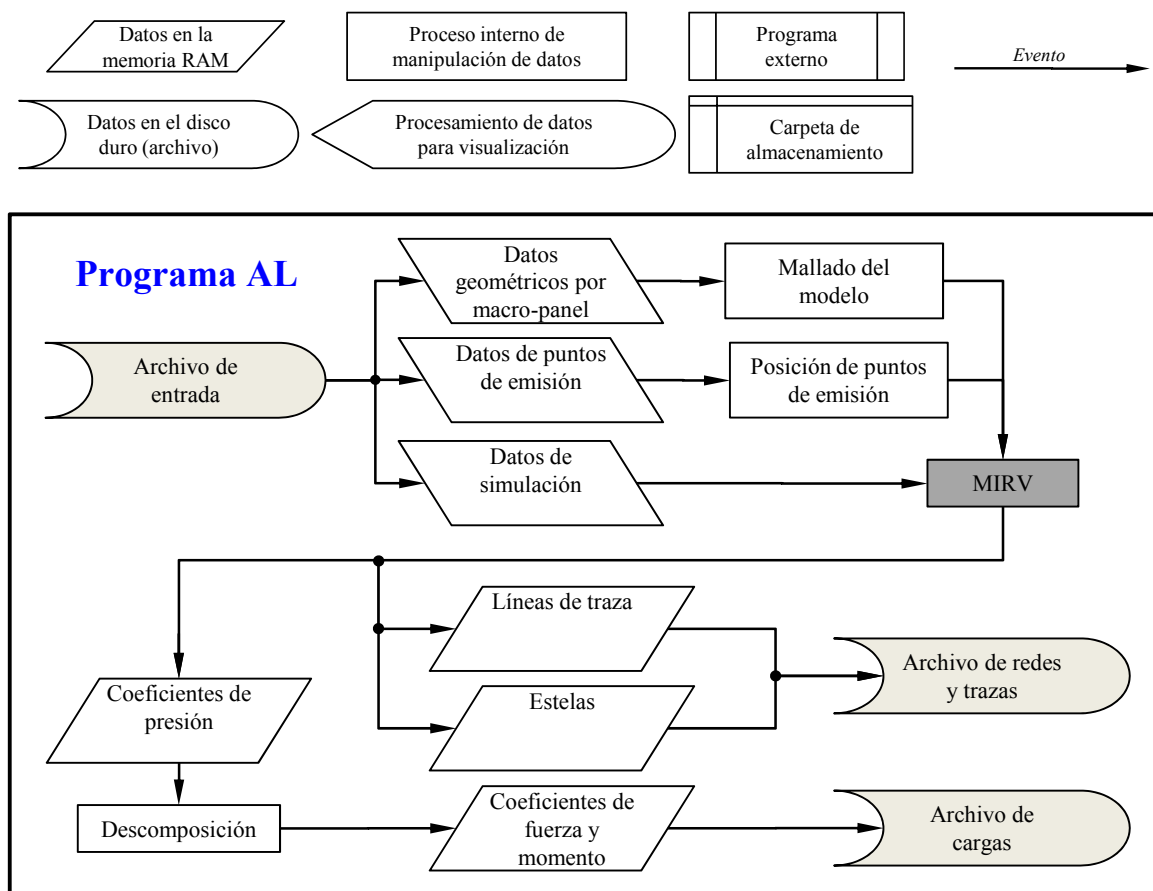 Datos en la
memoria RAM
Proceso interno de
manipulación de datos
Programa
externo
Evento
Datos en el disco
duro (archivo)
Procesamiento de datos
para visualización
Carpeta de
almacenamiento
Programa AL
Datos
geométricos por
macro-panel
Mallado del
modelo
Archivo de
entrada
Datos de puntos
de emisión
Posición de puntos
de emisión
Datos de
simulación
MIRV
Líneas de traza
Archivo de redes
y trazas
Coeficientes de
presión
Estelas
Descomposición
Coeficientes de
fuerza y
momento
Archivo de
cargas